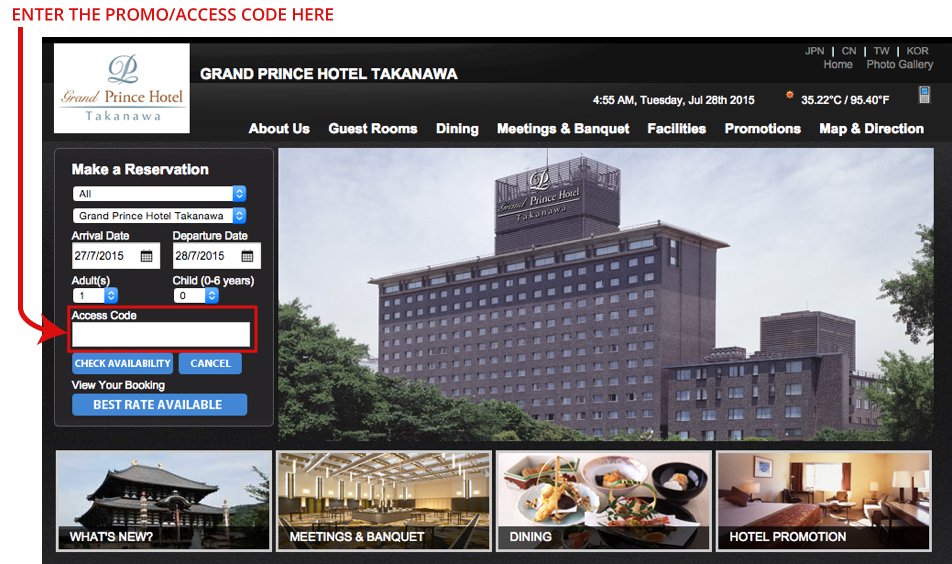 ENTER THE PROMO/ACCESS CODE HERE
JPN | CN | TW | KOR
Home Photo Gallery
Grand Prince Hotel
Takanawa
GRAND PRINCE HOTEL TAKANAWA
4:55 AM, Tuesday, Jul 28th 2015 35.22°C / 95.40°F
About Us Guest Rooms Dining Meetings & Banquet Facilities Promotions Map & Direction
Make a Reservation
All
Grand Prince Hotel Takanawa
Arrival Date Departure Date
27/7/2015 28/7/2015
Adult(s) Child (0-6 years)
1 0
Access Code
CHECK AVAILABILITY CANCEL
View Your Booking
BEST RATE AVAILABLE
Grand Prince Hotel
Takanawa
WHAT'S NEW? MEETINGS & BANQUET DINING HOTEL PROMOTION